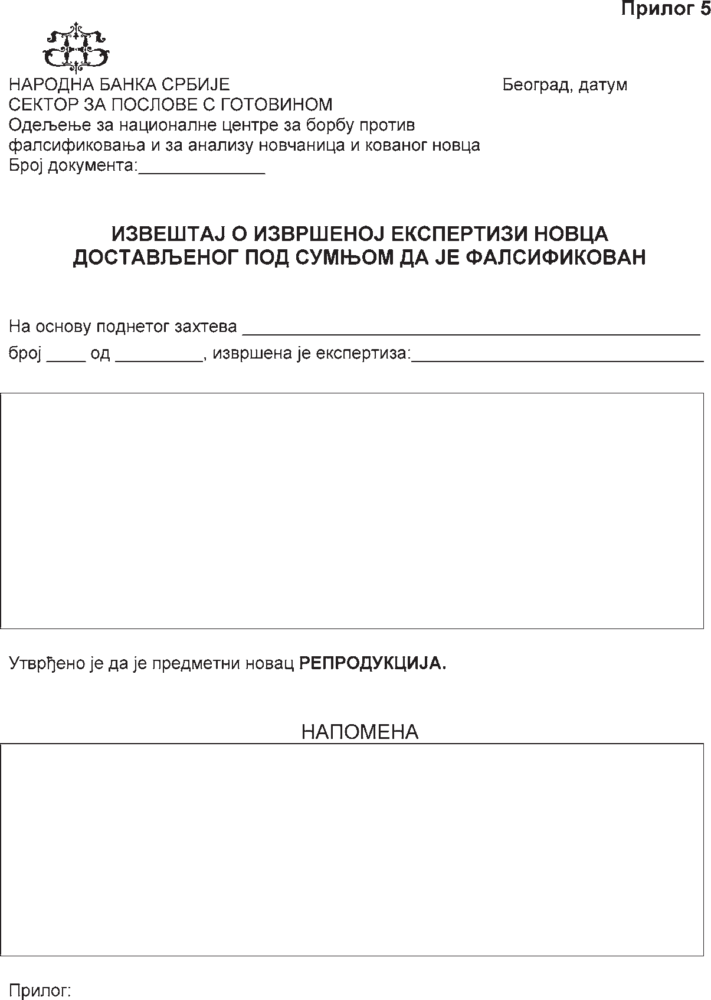 Прилог 5
НАРОДНА БАНКА СРБИЈЕ Београд, датум
СЕКТОР ЗА ПОСЛОВЕ С ГОТОВИНОМ
Одељење за националне центре за борбу против
фалсификовања и за анализу новчаница и кованог новца
Број документа:_____________
ИЗВЕШТАЈ О ИЗВРШЕНОЈ ЕКСПЕРТИЗИ НОВЦА
ДОСТАВЉЕНОГ ПОД СУМЊОМ ДА ЈЕ ФАЛСИФИКОВАН
На основу поднетог захтева _______________________________________________
број ____ од _________, извршена је експертиза:______________________________
Утврђено је да је предметни новац РЕПРОДУКЦИЈА.
НАПОМЕНА
Прилог: